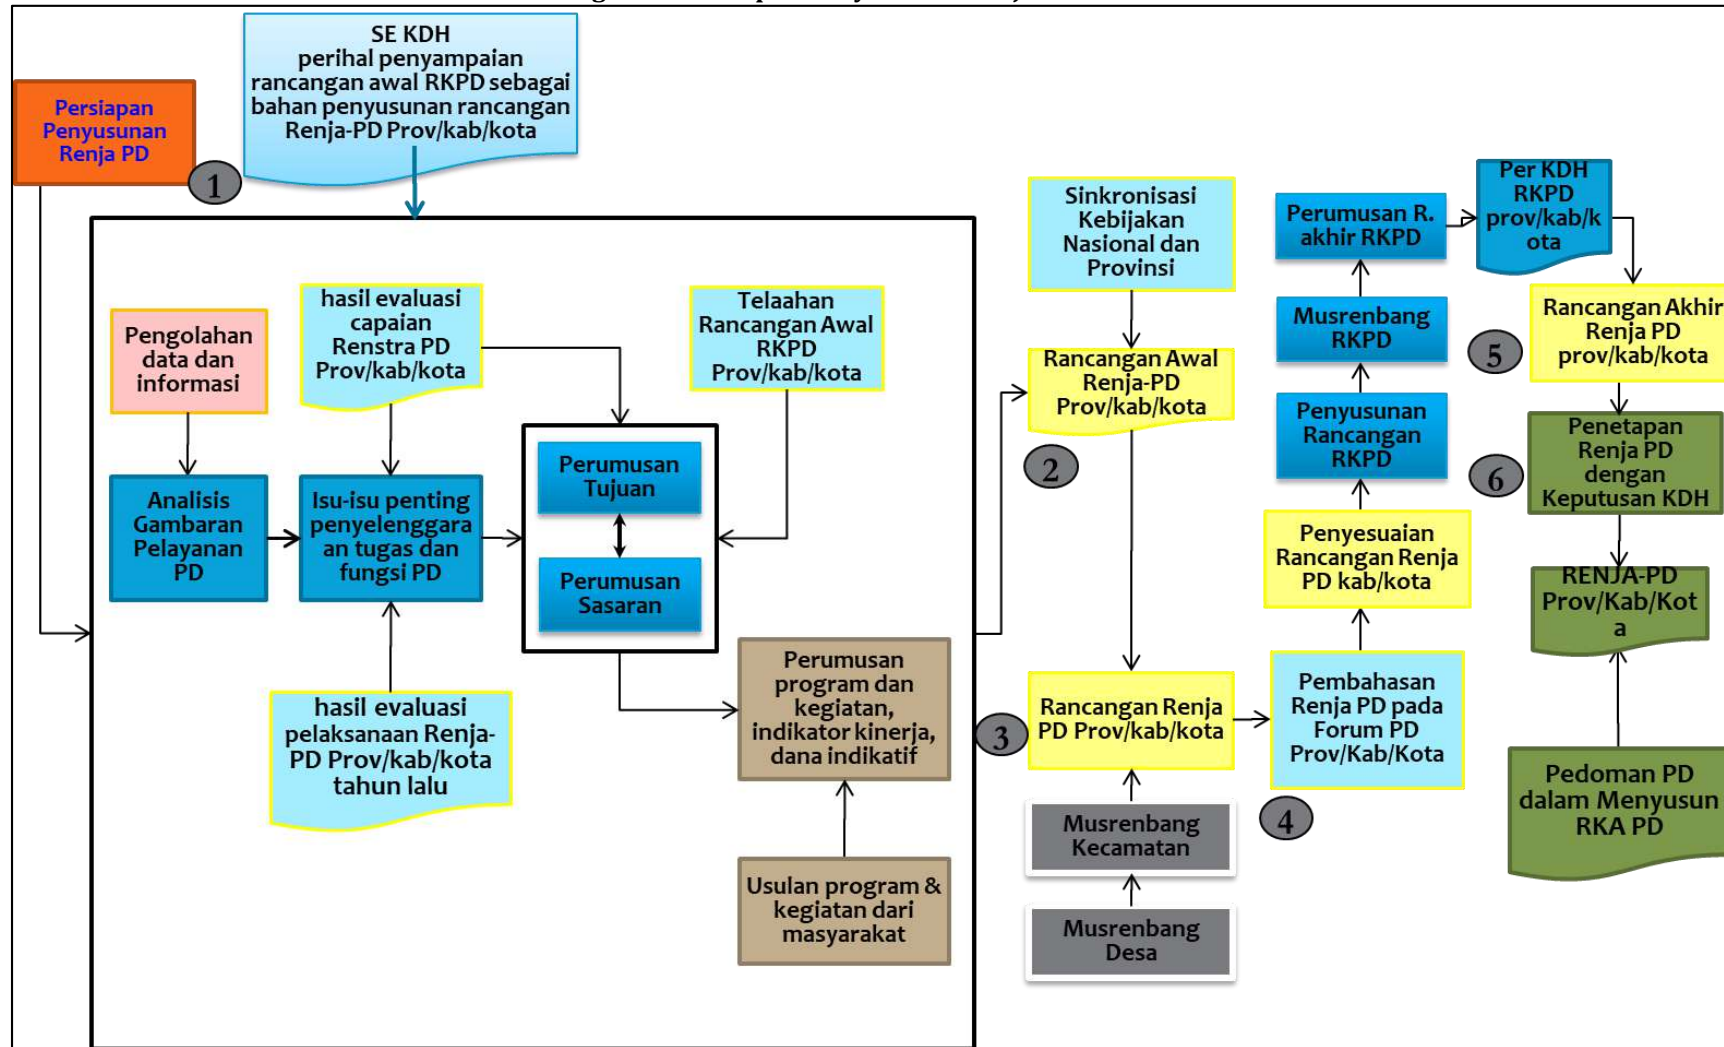 SE KDH
perihal penyampaian
rancangan awal RKPD sebagai
bahan penyusunan rancangan
Renja-PD Prov/kab/kota
Persiapan
Penyusunan
Renja PD
1
Pengolahan
data dan
informasi
hasil evaluasi
capaian
Renstra PD
Prov/kab/kota
Telaahan
Rancangan Awal
RKPD
Prov/kab/kota
Analisis
Gambaran
Pelayanan
PD
Isu-isu penting
penyelenggara
an tugas dan
fungsi PD
Perumusan
Tujuan
Perumusan
Sasaran
hasil evaluasi
pelaksanaan Renja-
PD Prov/kab/kota
tahun lalu
Perumusan
program dan
kegiatan,
indikator kinerja,
dana indikatif
Usulan program &
kegiatan dari
masyarakat
Sinkronisasi
Kebijakan
Nasional dan
Provinsi
Rancangan Awal
Renja-PD
Prov/kab/kota
2
3
Rancangan Renja
PD Prov/kab/kota
Musrenbang
Kecamatan
Musrenbang
Desa
Pembahasan
Renja PD pada
Forum PD
Prov/Kab/Kota
4
Penyesuaian
Rancangan Renja
PD kab/kota
Penyusunan
Rancangan
RKPD
Musrenbang
RKPD
Perumusan R.
akhir RKPD
Per KDH
RKPD
prov/kab/k
ota
5
Rancangan Akhir
Renja PD
prov/kab/kota
6
Penetapan
Renja PD
dengan
Keputusan KDH
RENJA-PD
Prov/Kab/Kot
a
Pedoman PD
dalam Menyusun
RKA PD